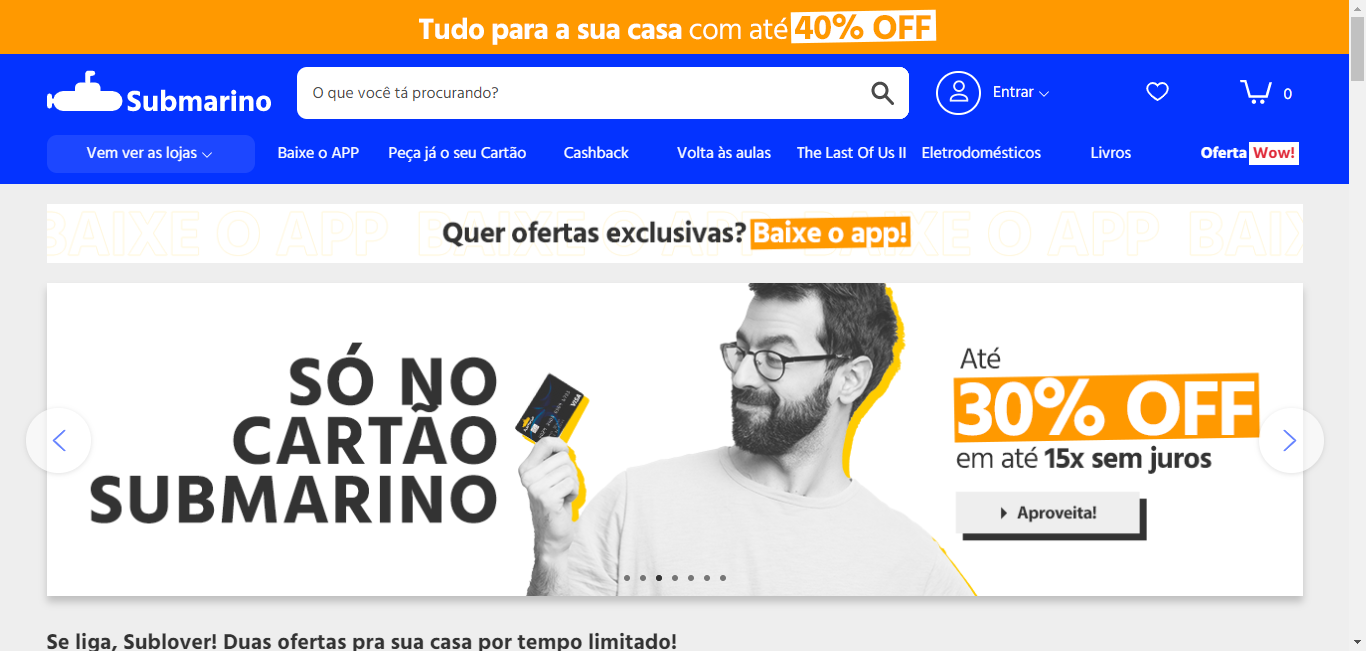 Tudo para a sua casa com até 40% OFF
Submarino
O que você tá procurando?
Entrar
0
Vem ver as lojas
Baixe o APP
Peça já o seu Cartão
Cashback
Volta às aulas
The Last Of Us II
Eletrodomésticos
Livros
Oferta Wow!
BAIXE O APP BAIXE O APP BAIXE O APP BAIX
Quer ofertas exclusivas? Baixe o app!
SÓ NO
CARTÃO
SUBMARINO
VISA
Até
30% OFF
em até 15x sem juros
Aproveita!
Se liga, Sublover! Duas ofertas pra sua casa por tempo limitado!